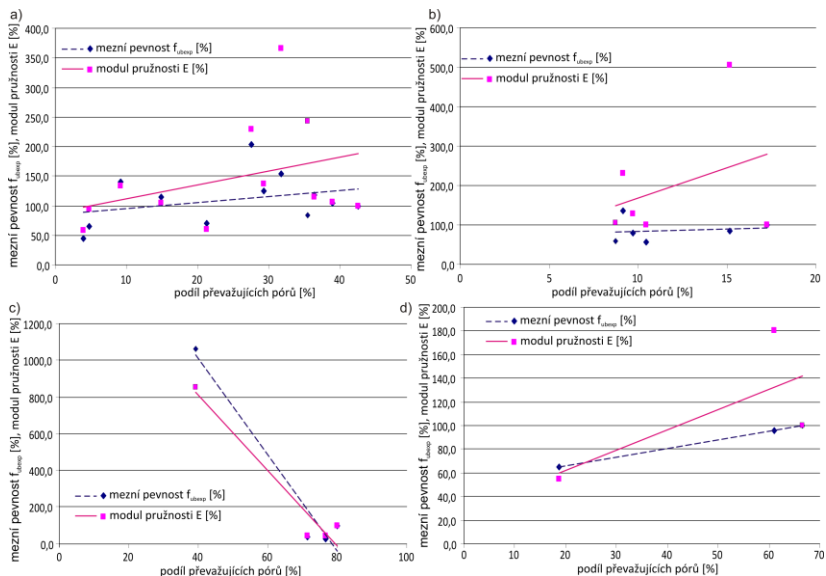 a)
mezní pevnost f_ubexp [%], modul pružnosti E [%]
400,0
350,0
300,0
250,0
200,0
150,0
100,0
50,0
0,0
mezní pevnost f_ubexp [%]
modul pružnosti E [%]
0 10 20 30 40 50
podíl převažujících pórů [%]
b)
mezní pevnost f_ubexp [%], modul pružnosti E [%]
600,0
500,0
400,0
300,0
200,0
100,0
0,0
mezní pevnost f_ubexp [%]
modul pružnosti E [%]
0 5 10 15 20
podíl převažujících pórů [%]
c)
mezní pevnost f_ubexp [%], modul pružnosti E [%]
1200,0
1000,0
800,0
600,0
400,0
200,0
0,0
mezní pevnost f_ubexp [%]
modul pružnosti E [%]
0 20 40 60 80 100
podíl převažujících pórů [%]
d)
mezní pevnost f_ubexp [%], modul pružnosti E [%]
200,0
180,0
160,0
140,0
120,0
100,0
80,0
60,0
40,0
20,0
0,0
mezní pevnost f_ubexp [%]
modul pružnosti E [%]
0 10 20 30 40 50 60 70
podíl převažujících pórů [%]